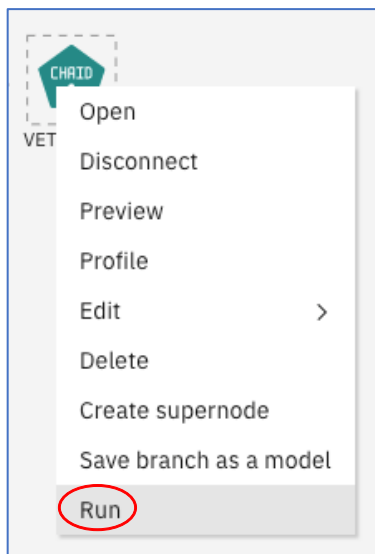 CHAID
VET
Open
Disconnect
Preview
Profile
Edit
Delete
Create supernode
Save branch as a model
Run